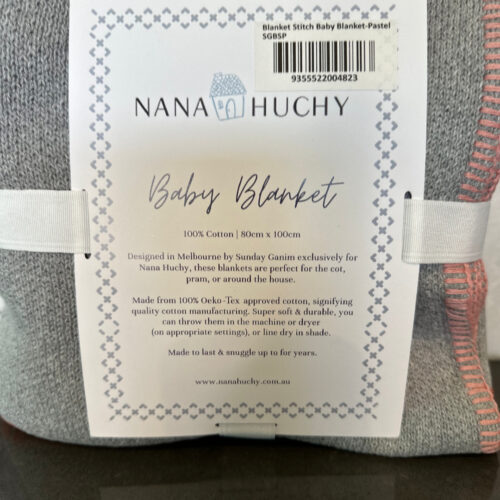 Blanket Stitch Baby Blanket-Pastel
SGBSP
9355522004823
NANA HUCHY
Baby Blanket
100% Cotton | 80cm x 100cm
Designed in Melbourne by Sunday Ganim exclusively for
Nana Huchy, these blankets are perfect for the cot,
pram, or around the house.
Made from 100% Oeko-Tex approved cotton, signifying
quality cotton manufacturing. Super soft & durable, you
can throw them in the machine or dryer
(on appropriate settings), or line dry in shade.
Made to last & snuggle up to for years.
www.nanahuchy.com.au